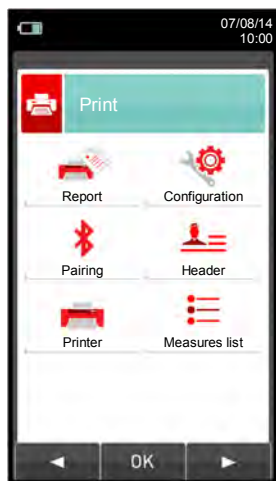 07/08/14
10:00
Print
Report
Configuration
Pairing
Header
Printer
Measures list
OK